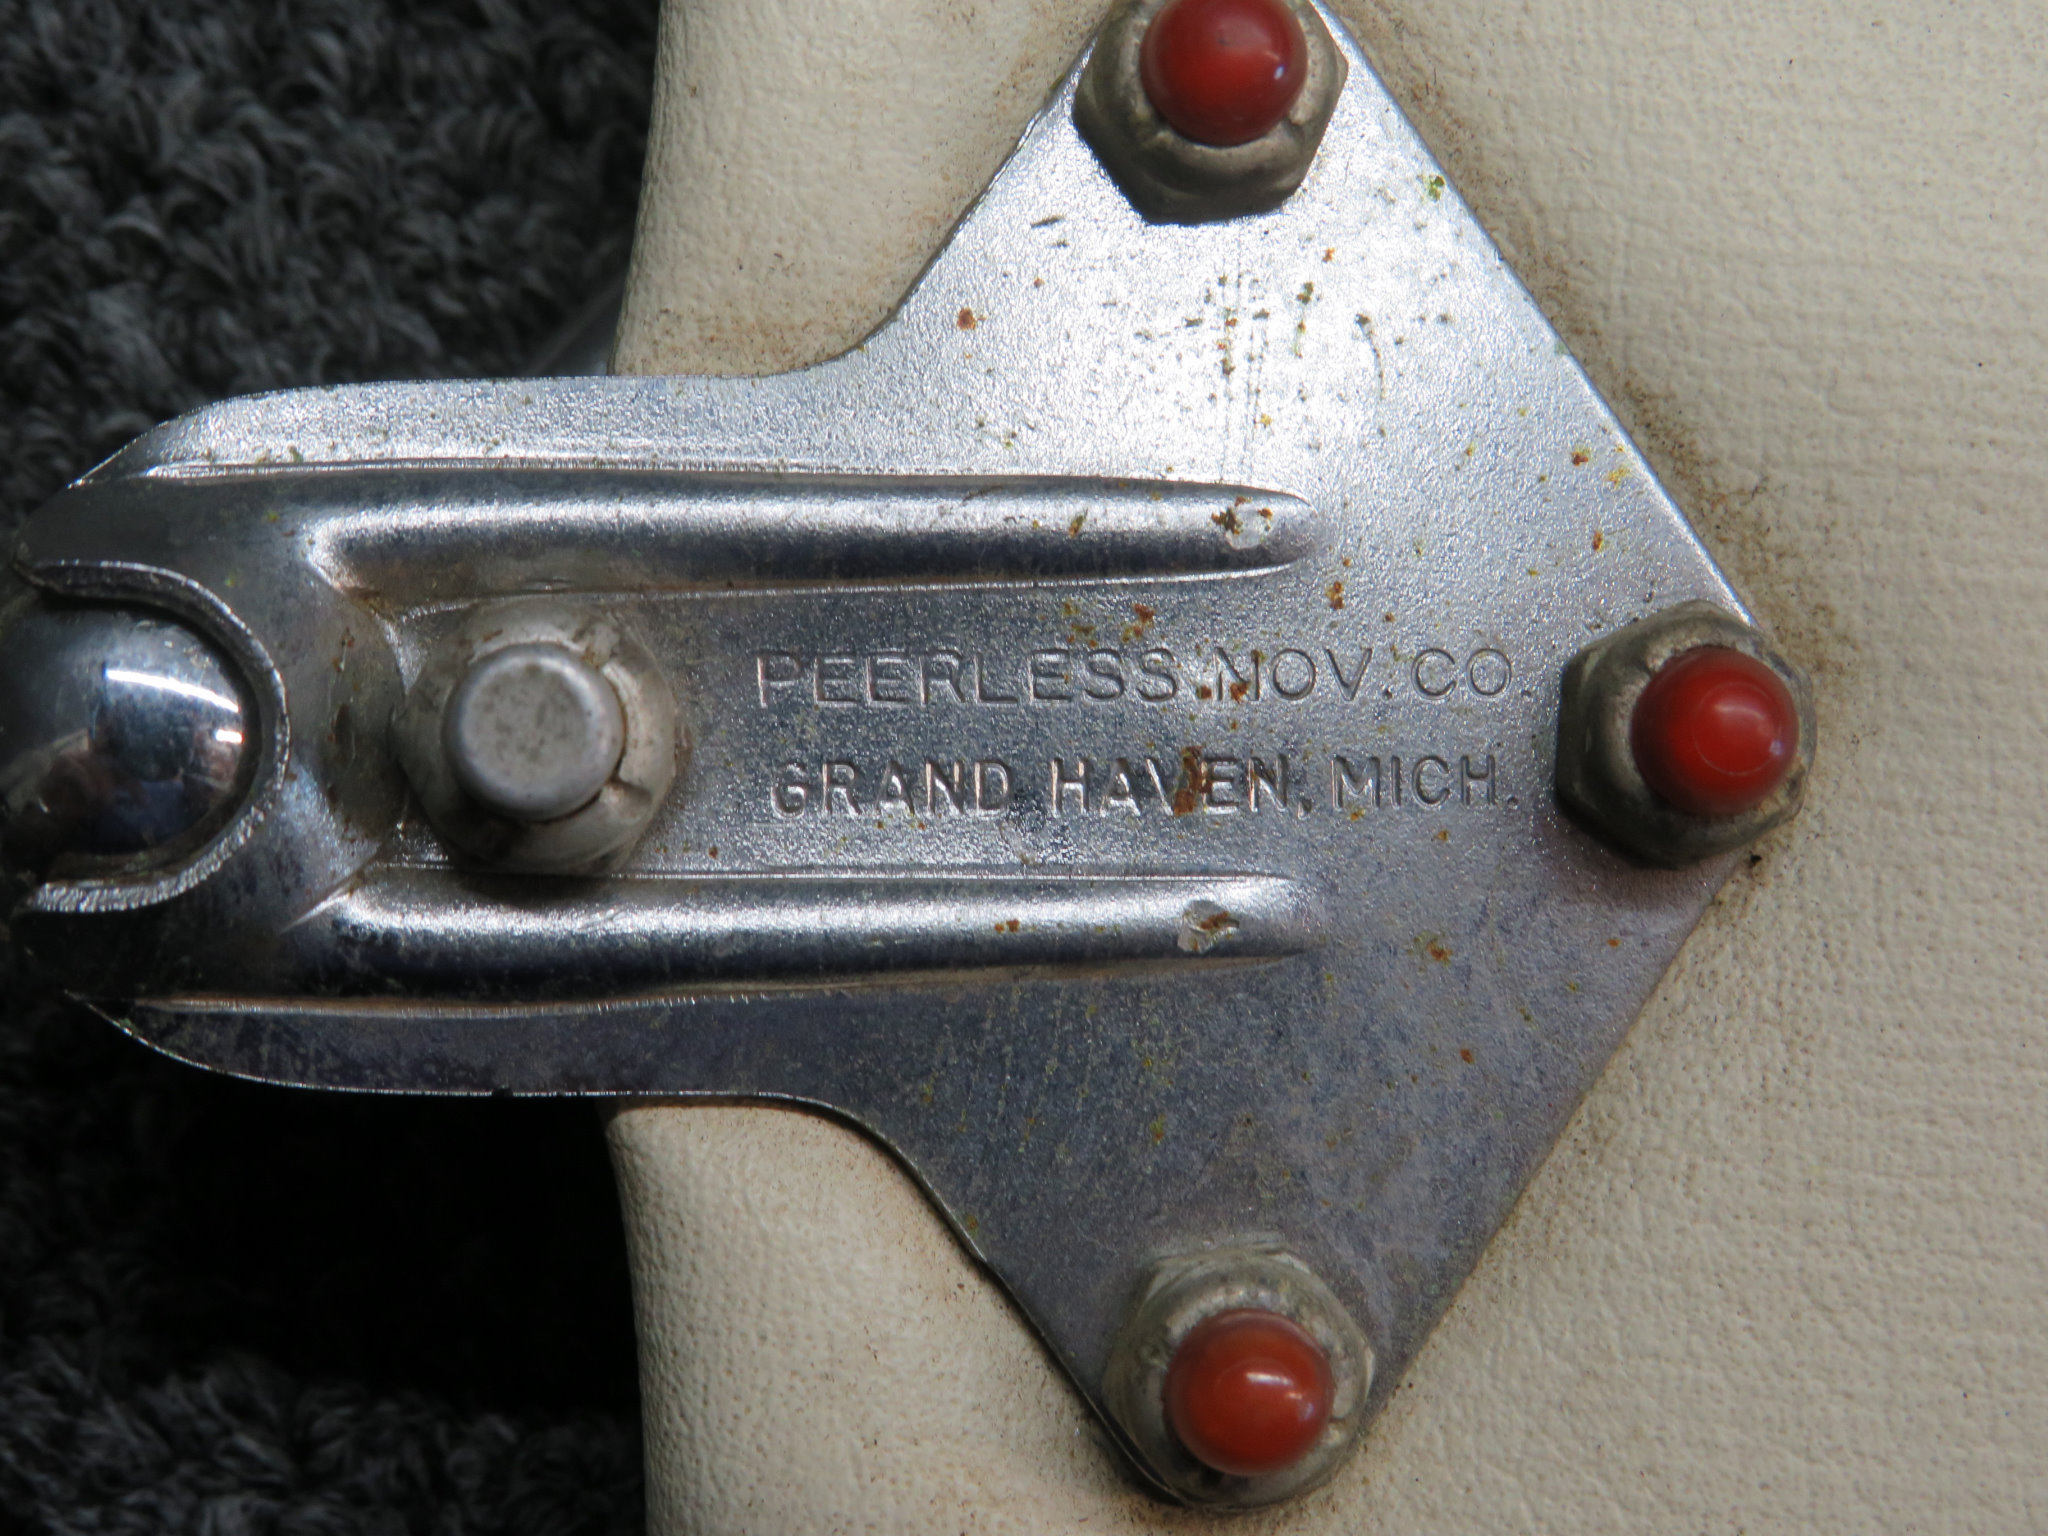 PEERLESS NOV. CO.
GRAND HAVEN, MICH.